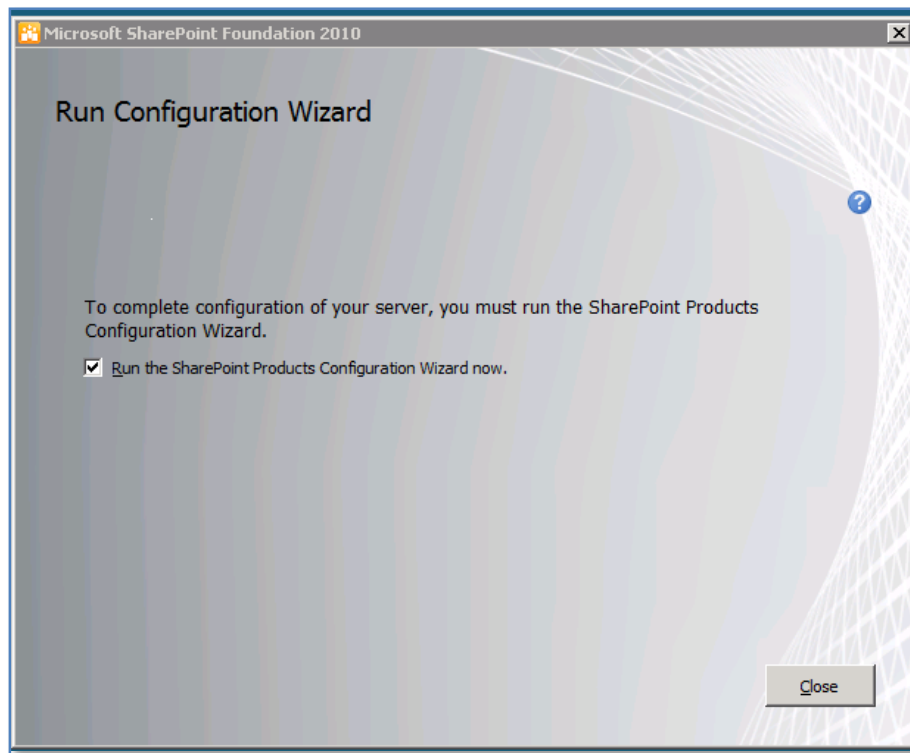 Microsoft SharePoint Foundation 2010
Run Configuration Wizard
?
To complete configuration of your server, you must run the SharePoint Products
Configuration Wizard.
Run the SharePoint Products Configuration Wizard now.
Close